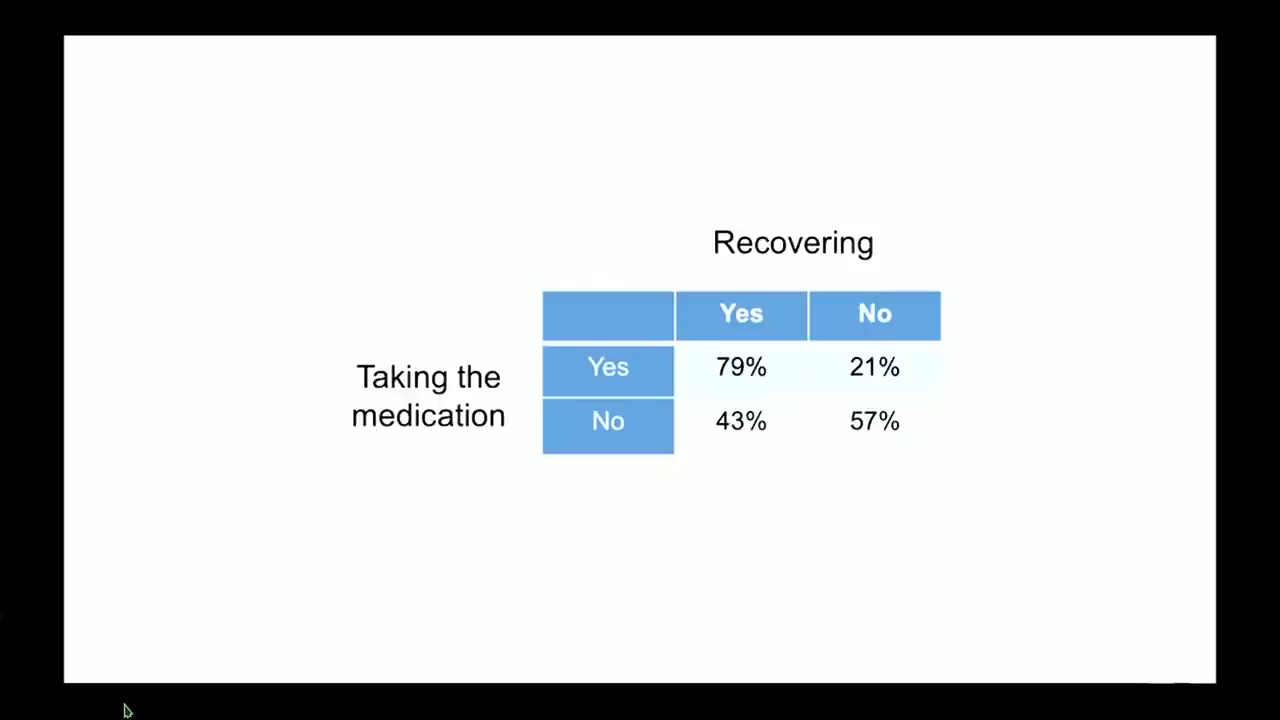 Recovering
Yes No
Taking the
medication
Yes 79% 21%
No 43% 57%